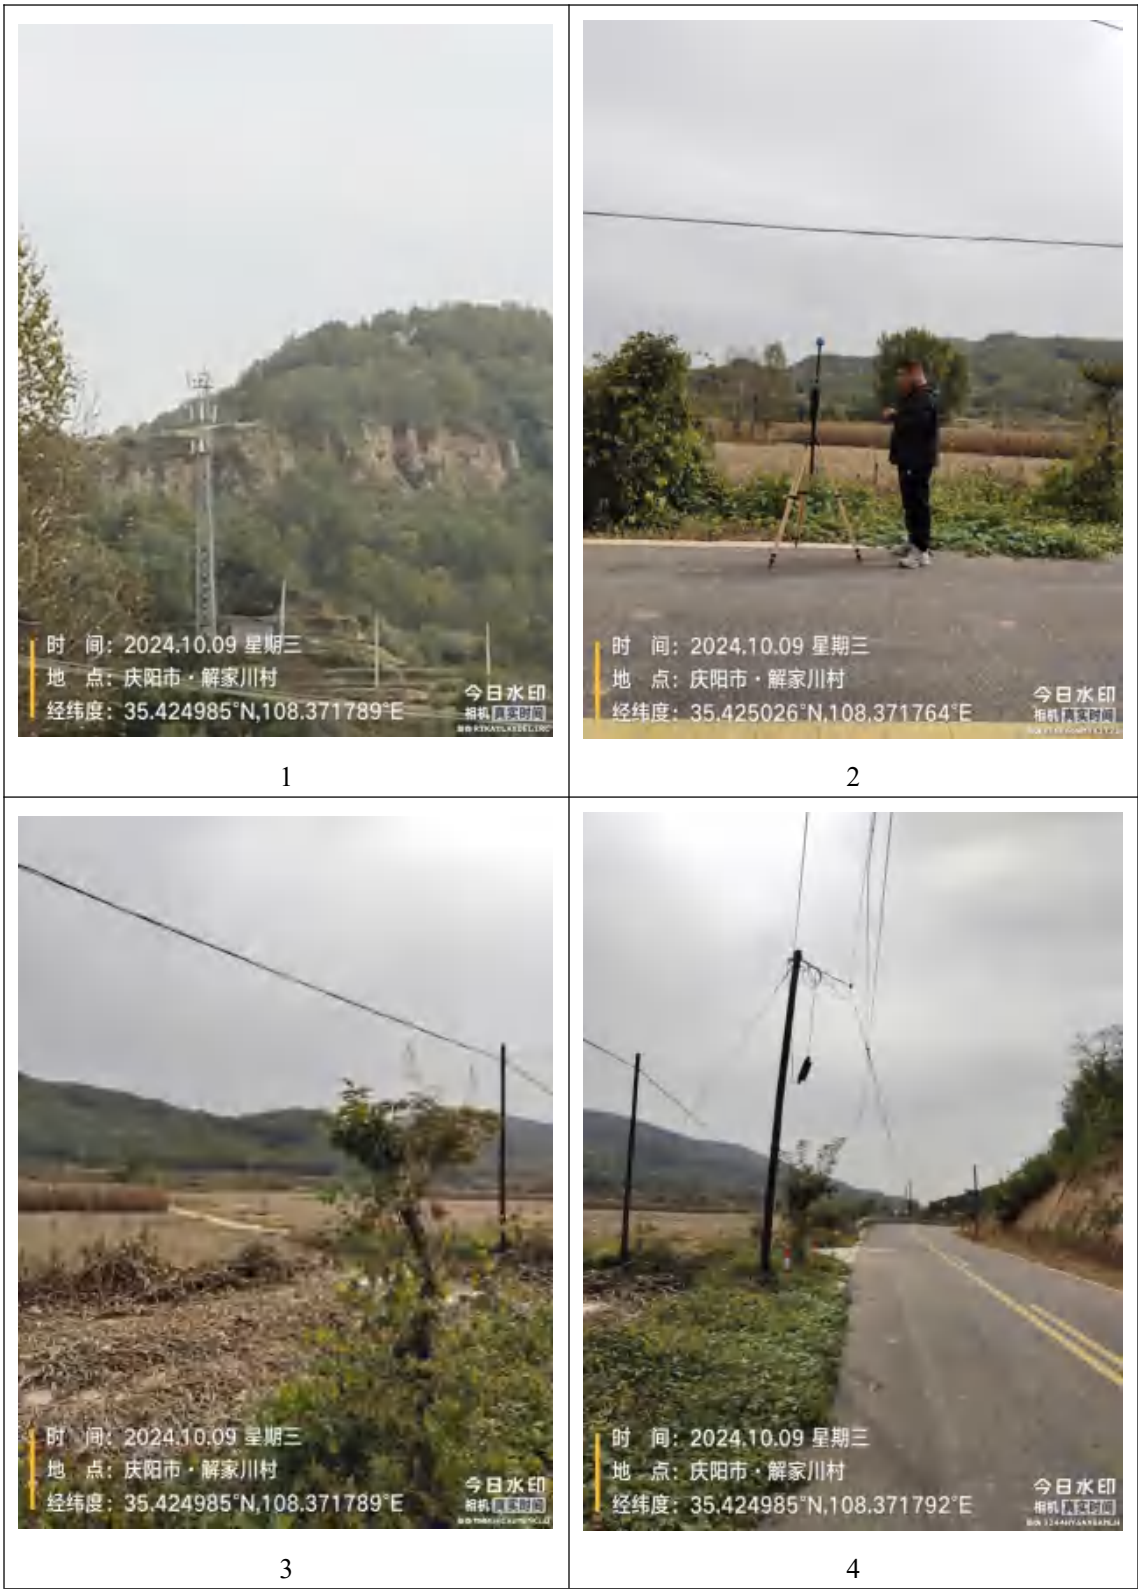 时 间：2024.10.09 星期三
地 点：庆阳市·解家川村
经纬度：35.424985°N,108.371789°E
今日水印
相机 真实时间
1
时 间：2024.10.09 星期三
地 点：庆阳市·解家川村
经纬度：35.425026°N,108.371764°E
今日水印
相机 真实时间
2
时 间：2024.10.09 星期三
地 点：庆阳市·解家川村
经纬度：35.424985°N,108.371789°E
今日水印
相机 真实时间
3
时 间：2024.10.09 星期三
地 点：庆阳市·解家川村
经纬度：35.424985°N,108.371792°E
今日水印
相机 真实时间
4